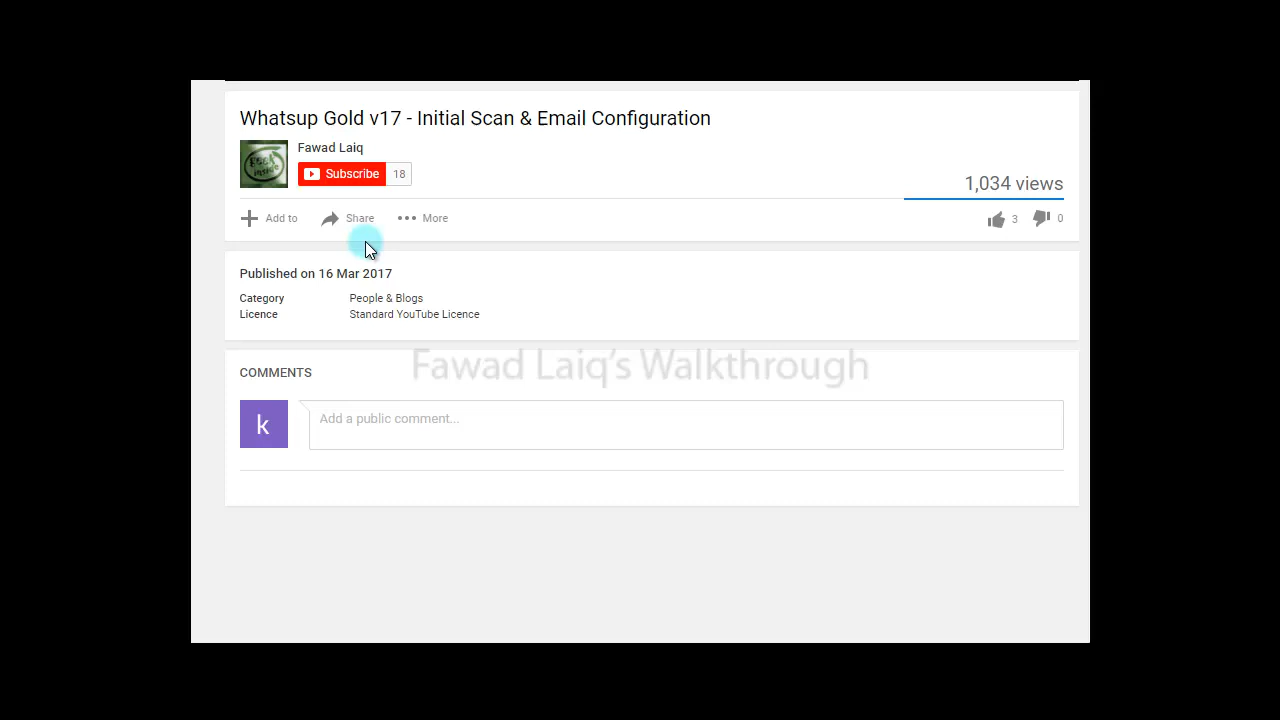 Whatsup Gold v17 - Initial Scan & Email Configuration
Fawad Laiq
Subscribe 18
1,034 views
Add to Share More
3 0
Published on 16 Mar 2017
Category People & Blogs
Licence Standard YouTube Licence
Fawad Laiq's Walkthrough
COMMENTS
k
Add a public comment...